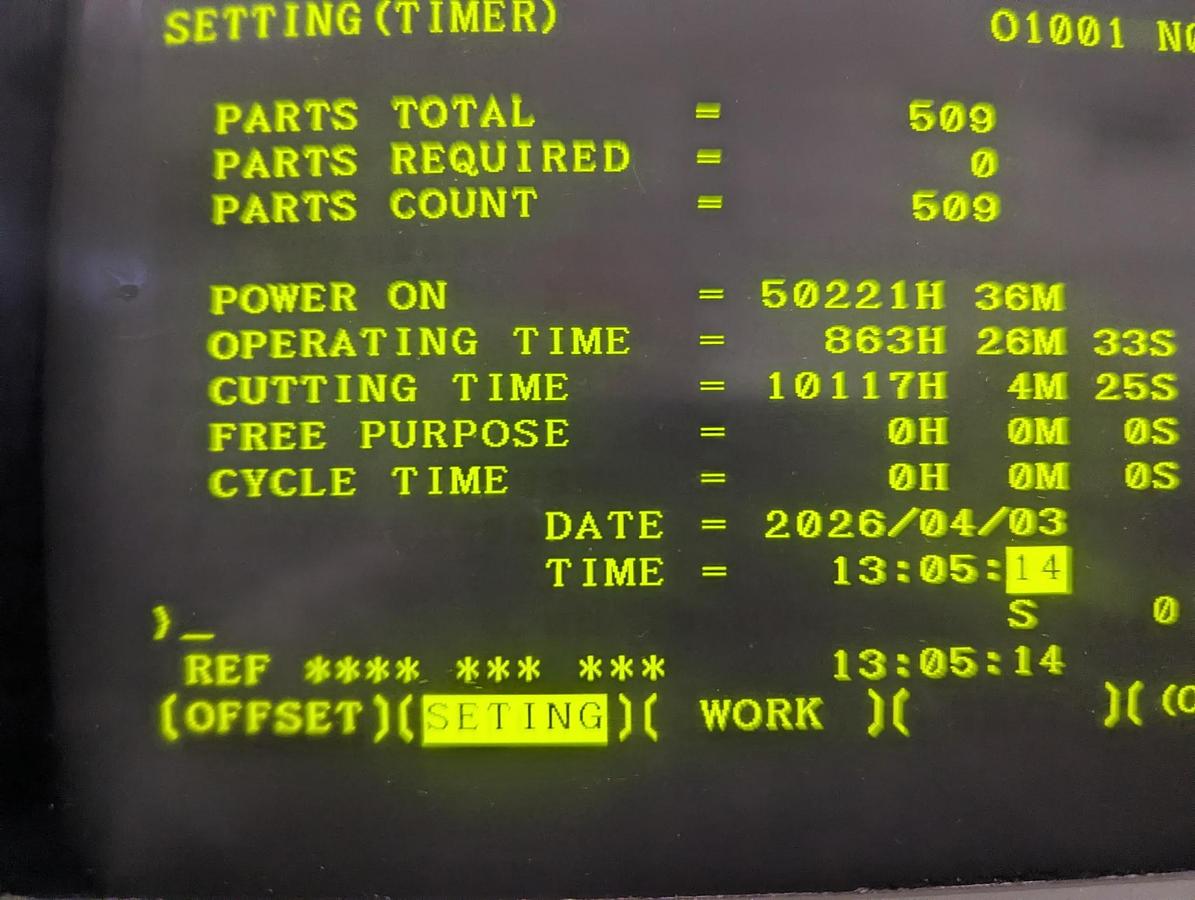 SETTING(TIMER) O1001
PARTS TOTAL = 509
PARTS REQUIRED = 0
PARTS COUNT = 509
POWER ON = 50221H 36M
OPERATING TIME = 863H 26M 33S
CUTTING TIME = 10117H 4M 25S
FREE PURPOSE = 0H 0M 0S
CYCLE TIME = 0H 0M 0S
DATE = 2026/04/03
TIME = 13:05:14
S 0
)_
REF **** *** *** 13:05:14
(OFFSET)(SETING)( WORK )( )(